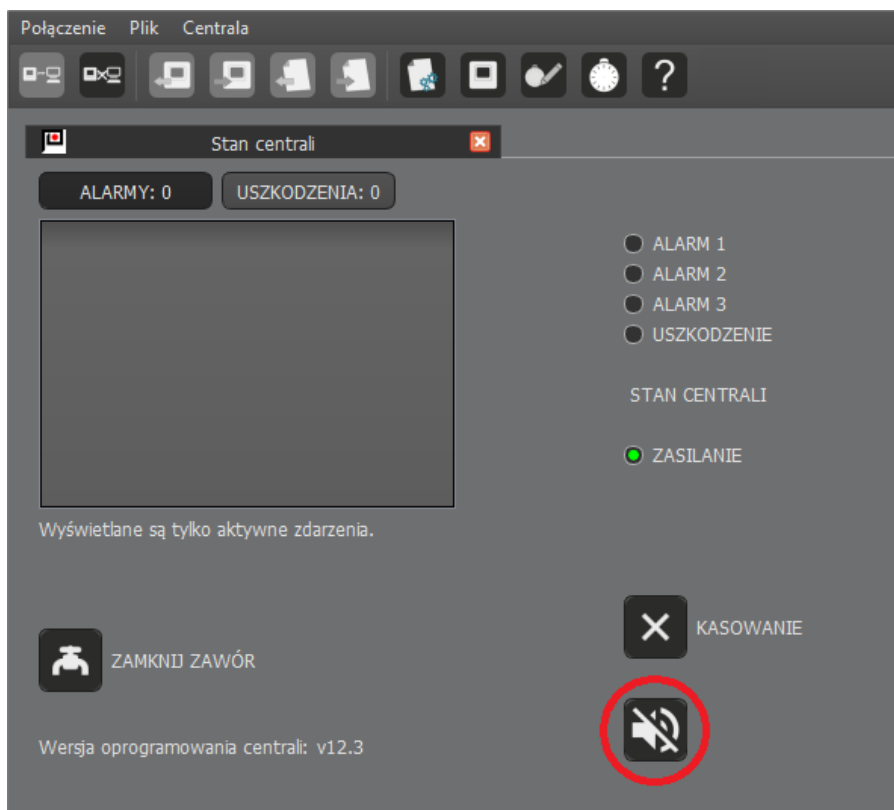 Połączenie Plik Centrala
?
Stan centrali
ALARMY: 0 USZKODZENIA: 0
ALARM 1
ALARM 2
ALARM 3
USZKODZENIE
STAN CENTRALI
ZASILANIE
Wyświetlane są tylko aktywne zdarzenia.
KASOWANIE
ZAMKNIJ ZAWÓR
Wersja oprogramowania centrali: v12.3